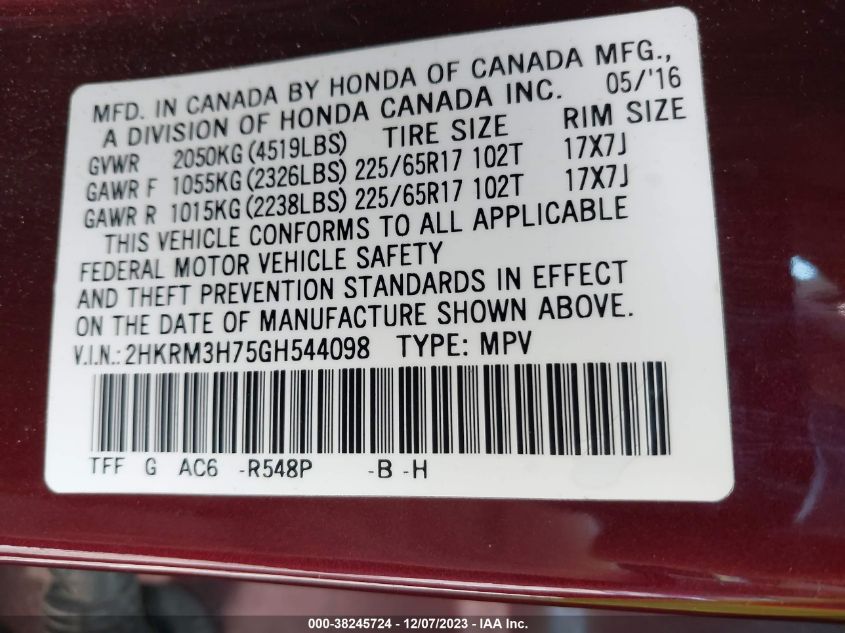 MFD. IN CANADA BY HONDA OF CANADA MFG.,
A DIVISION OF HONDA CANADA INC. 05/'16
GVWR 2050KG (4519LBS) TIRE SIZE RIM SIZE
GAWR F 1055KG (2326LBS) 225/65R17 102T 17X7J
GAWR R 1015KG (2238LBS) 225/65R17 102T 17X7J
THIS VEHICLE CONFORMS TO ALL APPLICABLE
FEDERAL MOTOR VEHICLE SAFETY
AND THEFT PREVENTION STANDARDS IN EFFECT
ON THE DATE OF MANUFACTURE SHOWN ABOVE.
V.I.N.: 2HKRM3H75GH544098 TYPE: MPV
TFF G AC6 -R548P -B -H
000-38245724 - 12/07/2023 - IAA Inc.